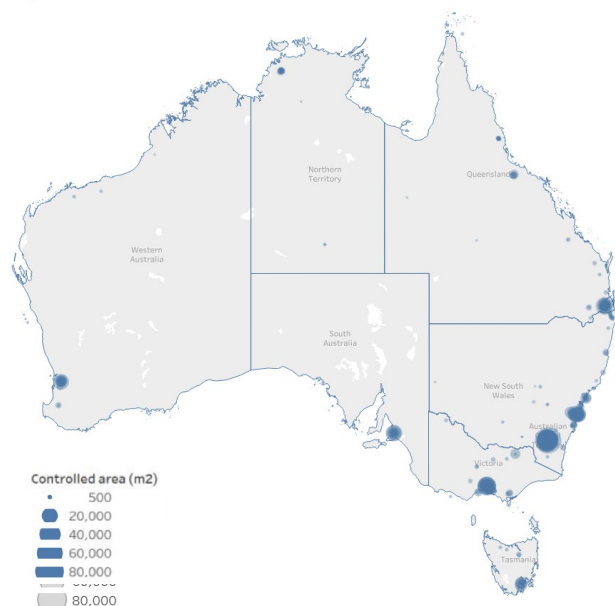 Northern
Territory
Queensland
Western
Australia
South
Australia
New South
Wales
Australian
Victoria
Tasmania
Controlled area (m2)
500
20,000
40,000
60,000
80,000
80,000